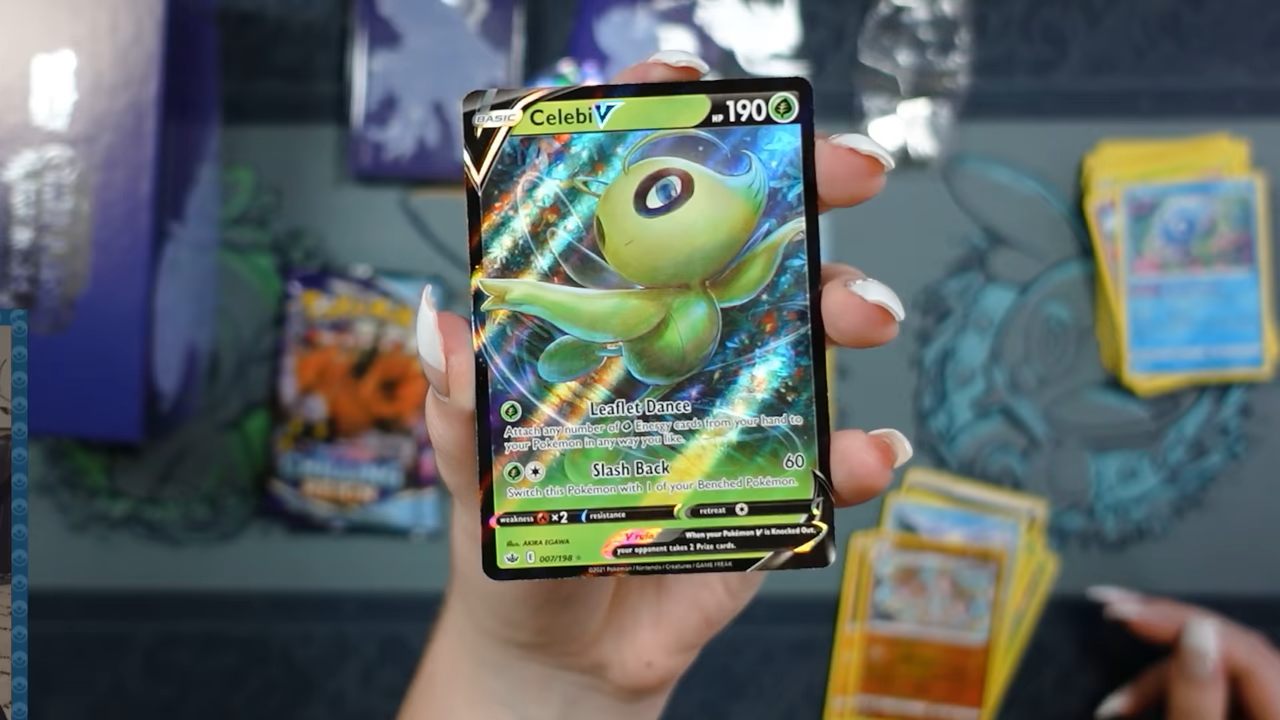 BASIC
Celebi V
HP 190
Leaflet Dance
Attach any number of Energy cards from your hand to
your Pokémon in any way you like.
Slash Back 60
Switch this Pokémon with 1 of your Benched Pokémon.
weakness ×2 resistance retreat
V rule When your Pokémon V is Knocked Out,
your opponent takes 2 Prize cards.
Illus. AKIRA EGAWA
E 007/198
©2021 Pokémon / Nintendo / Creatures / GAME FREAK